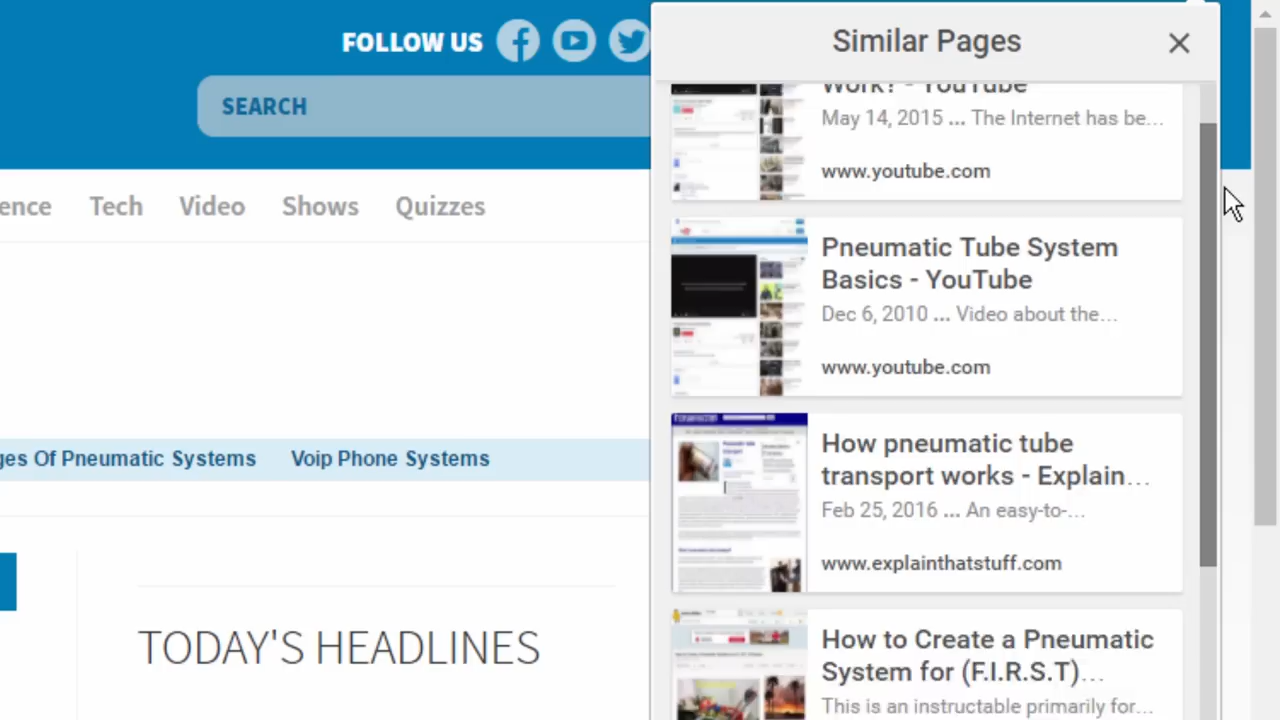 FOLLOW US
SEARCH
ence Tech Video Shows Quizzes
ges Of Pneumatic Systems Voip Phone Systems
TODAY'S HEADLINES
Similar Pages
Work? - YouTube
May 14, 2015 ... The Internet has be...
www.youtube.com
Pneumatic Tube System
Basics - YouTube
Dec 6, 2010 ... Video about the...
www.youtube.com
How pneumatic tube
transport works - Explain...
Feb 25, 2016 ... An easy-to-...
www.explainthatstuff.com
How to Create a Pneumatic
System for (F.I.R.S.T)...
This is an instructable primarily for...